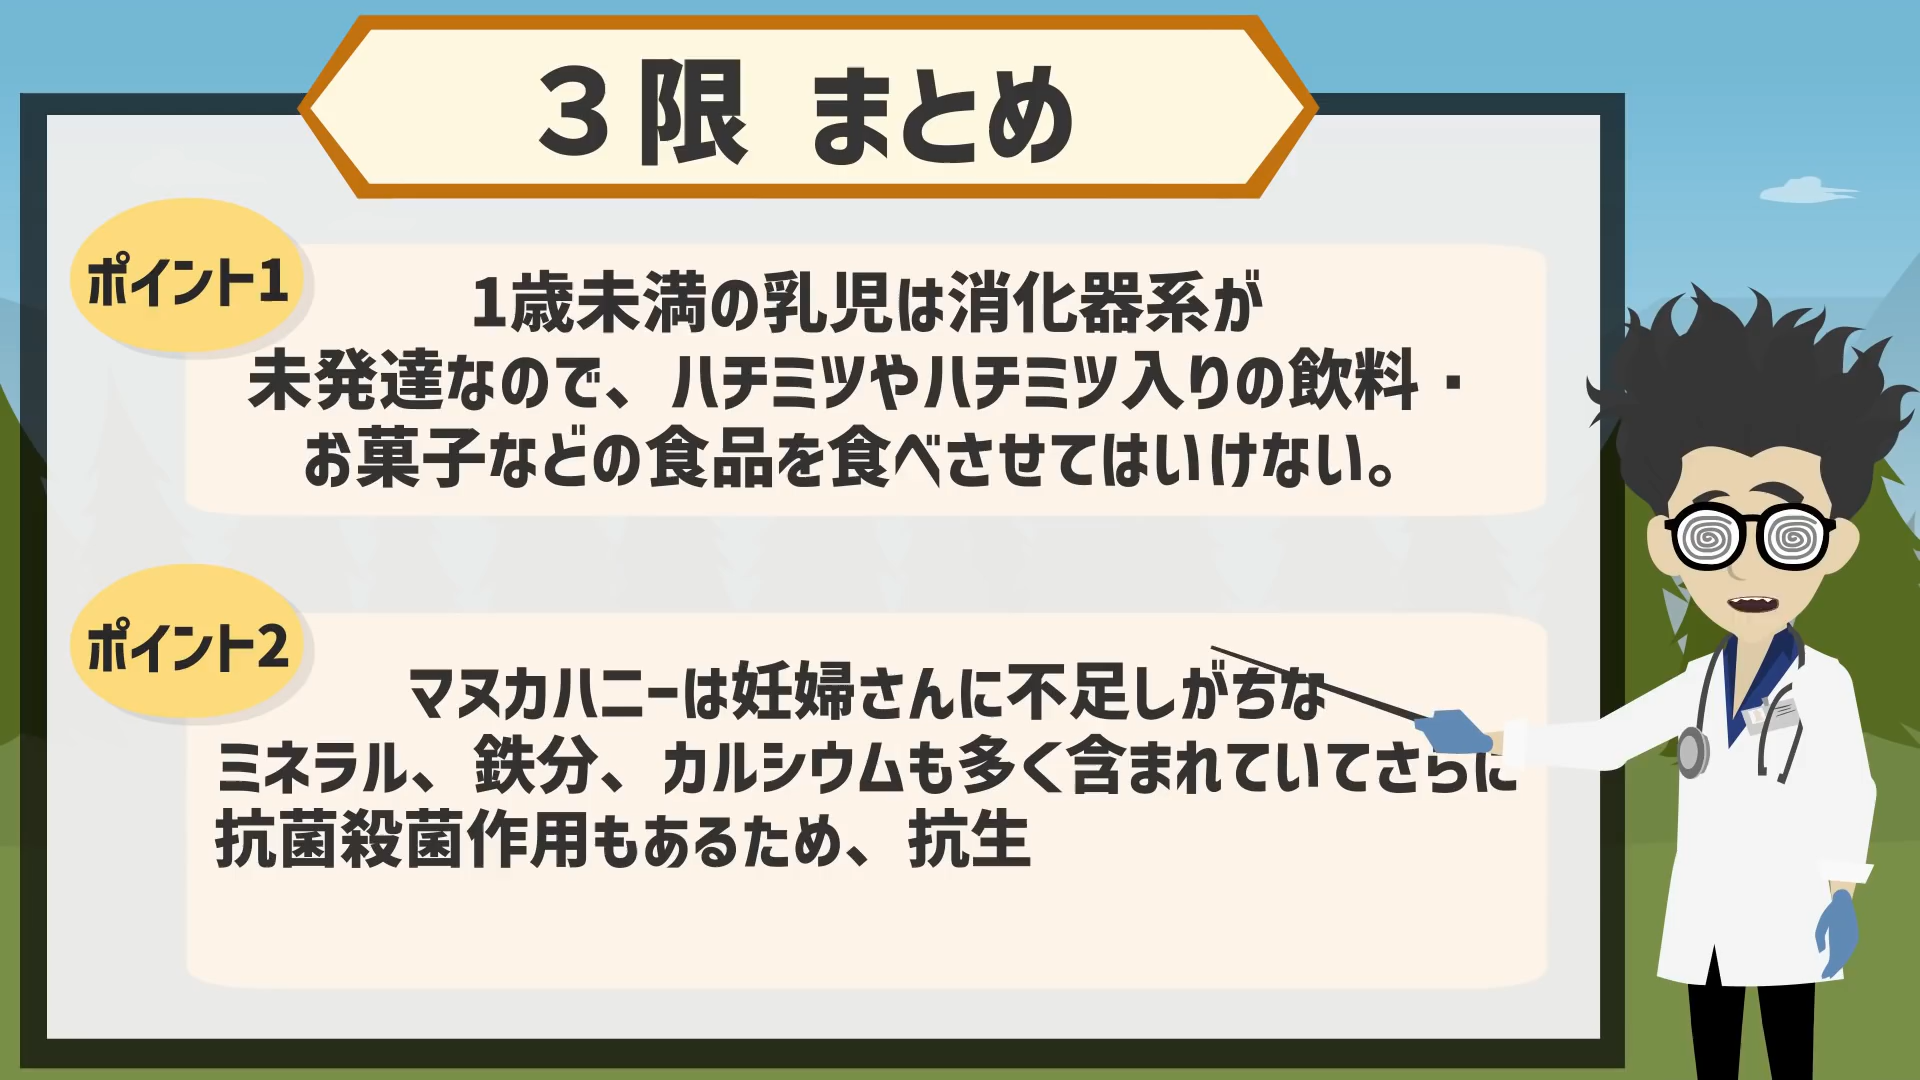 ３限 まとめ
ポイント1
1歳未満の乳児は消化器系が
未発達なので、ハチミツやハチミツ入りの飲料・
お菓子などの食品を食べさせてはいけない。
ポイント2
マヌカハニーは妊婦さんに不足しがちな
ミネラル、鉄分、カルシウムも多く含まれていてさらに
抗菌殺菌作用もあるため、抗生